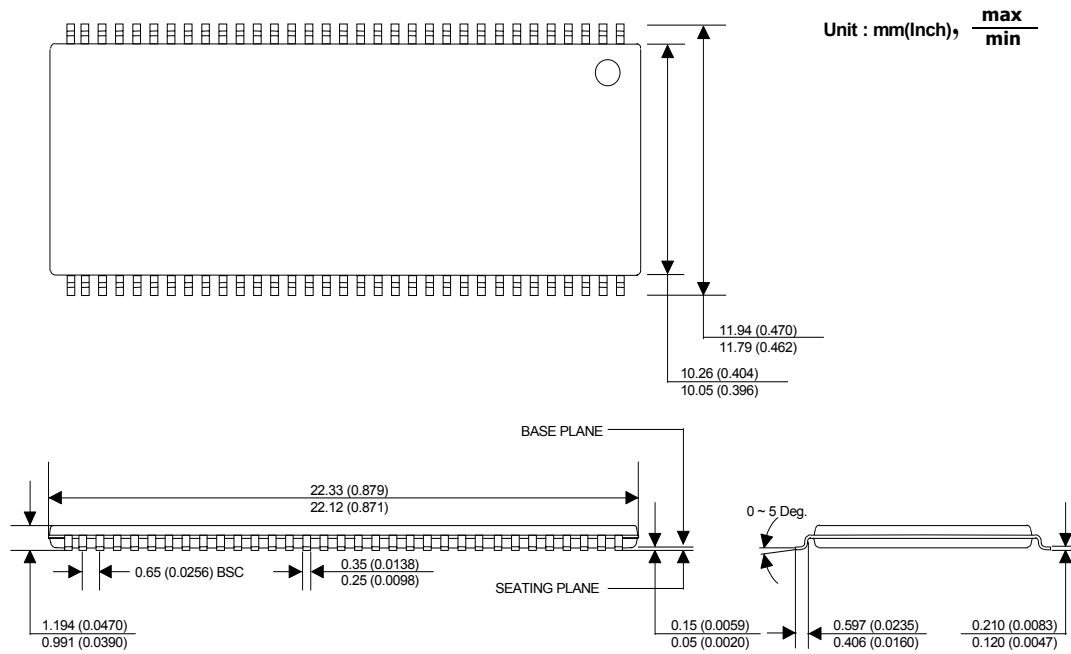 Unit : mm(Inch), max
min
11.94 (0.470)
11.79 (0.462)
10.26 (0.404)
10.05 (0.396)
BASE PLANE
22.33 (0.879)
22.12 (0.871)
0 ~ 5 Deg.
0.65 (0.0256) BSC
0.35 (0.0138)
0.25 (0.0098)
SEATING PLANE
1.194 (0.0470)
0.991 (0.0390)
0.15 (0.0059)
0.05 (0.0020)
0.597 (0.0235)
0.406 (0.0160)
0.210 (0.0083)
0.120 (0.0047)